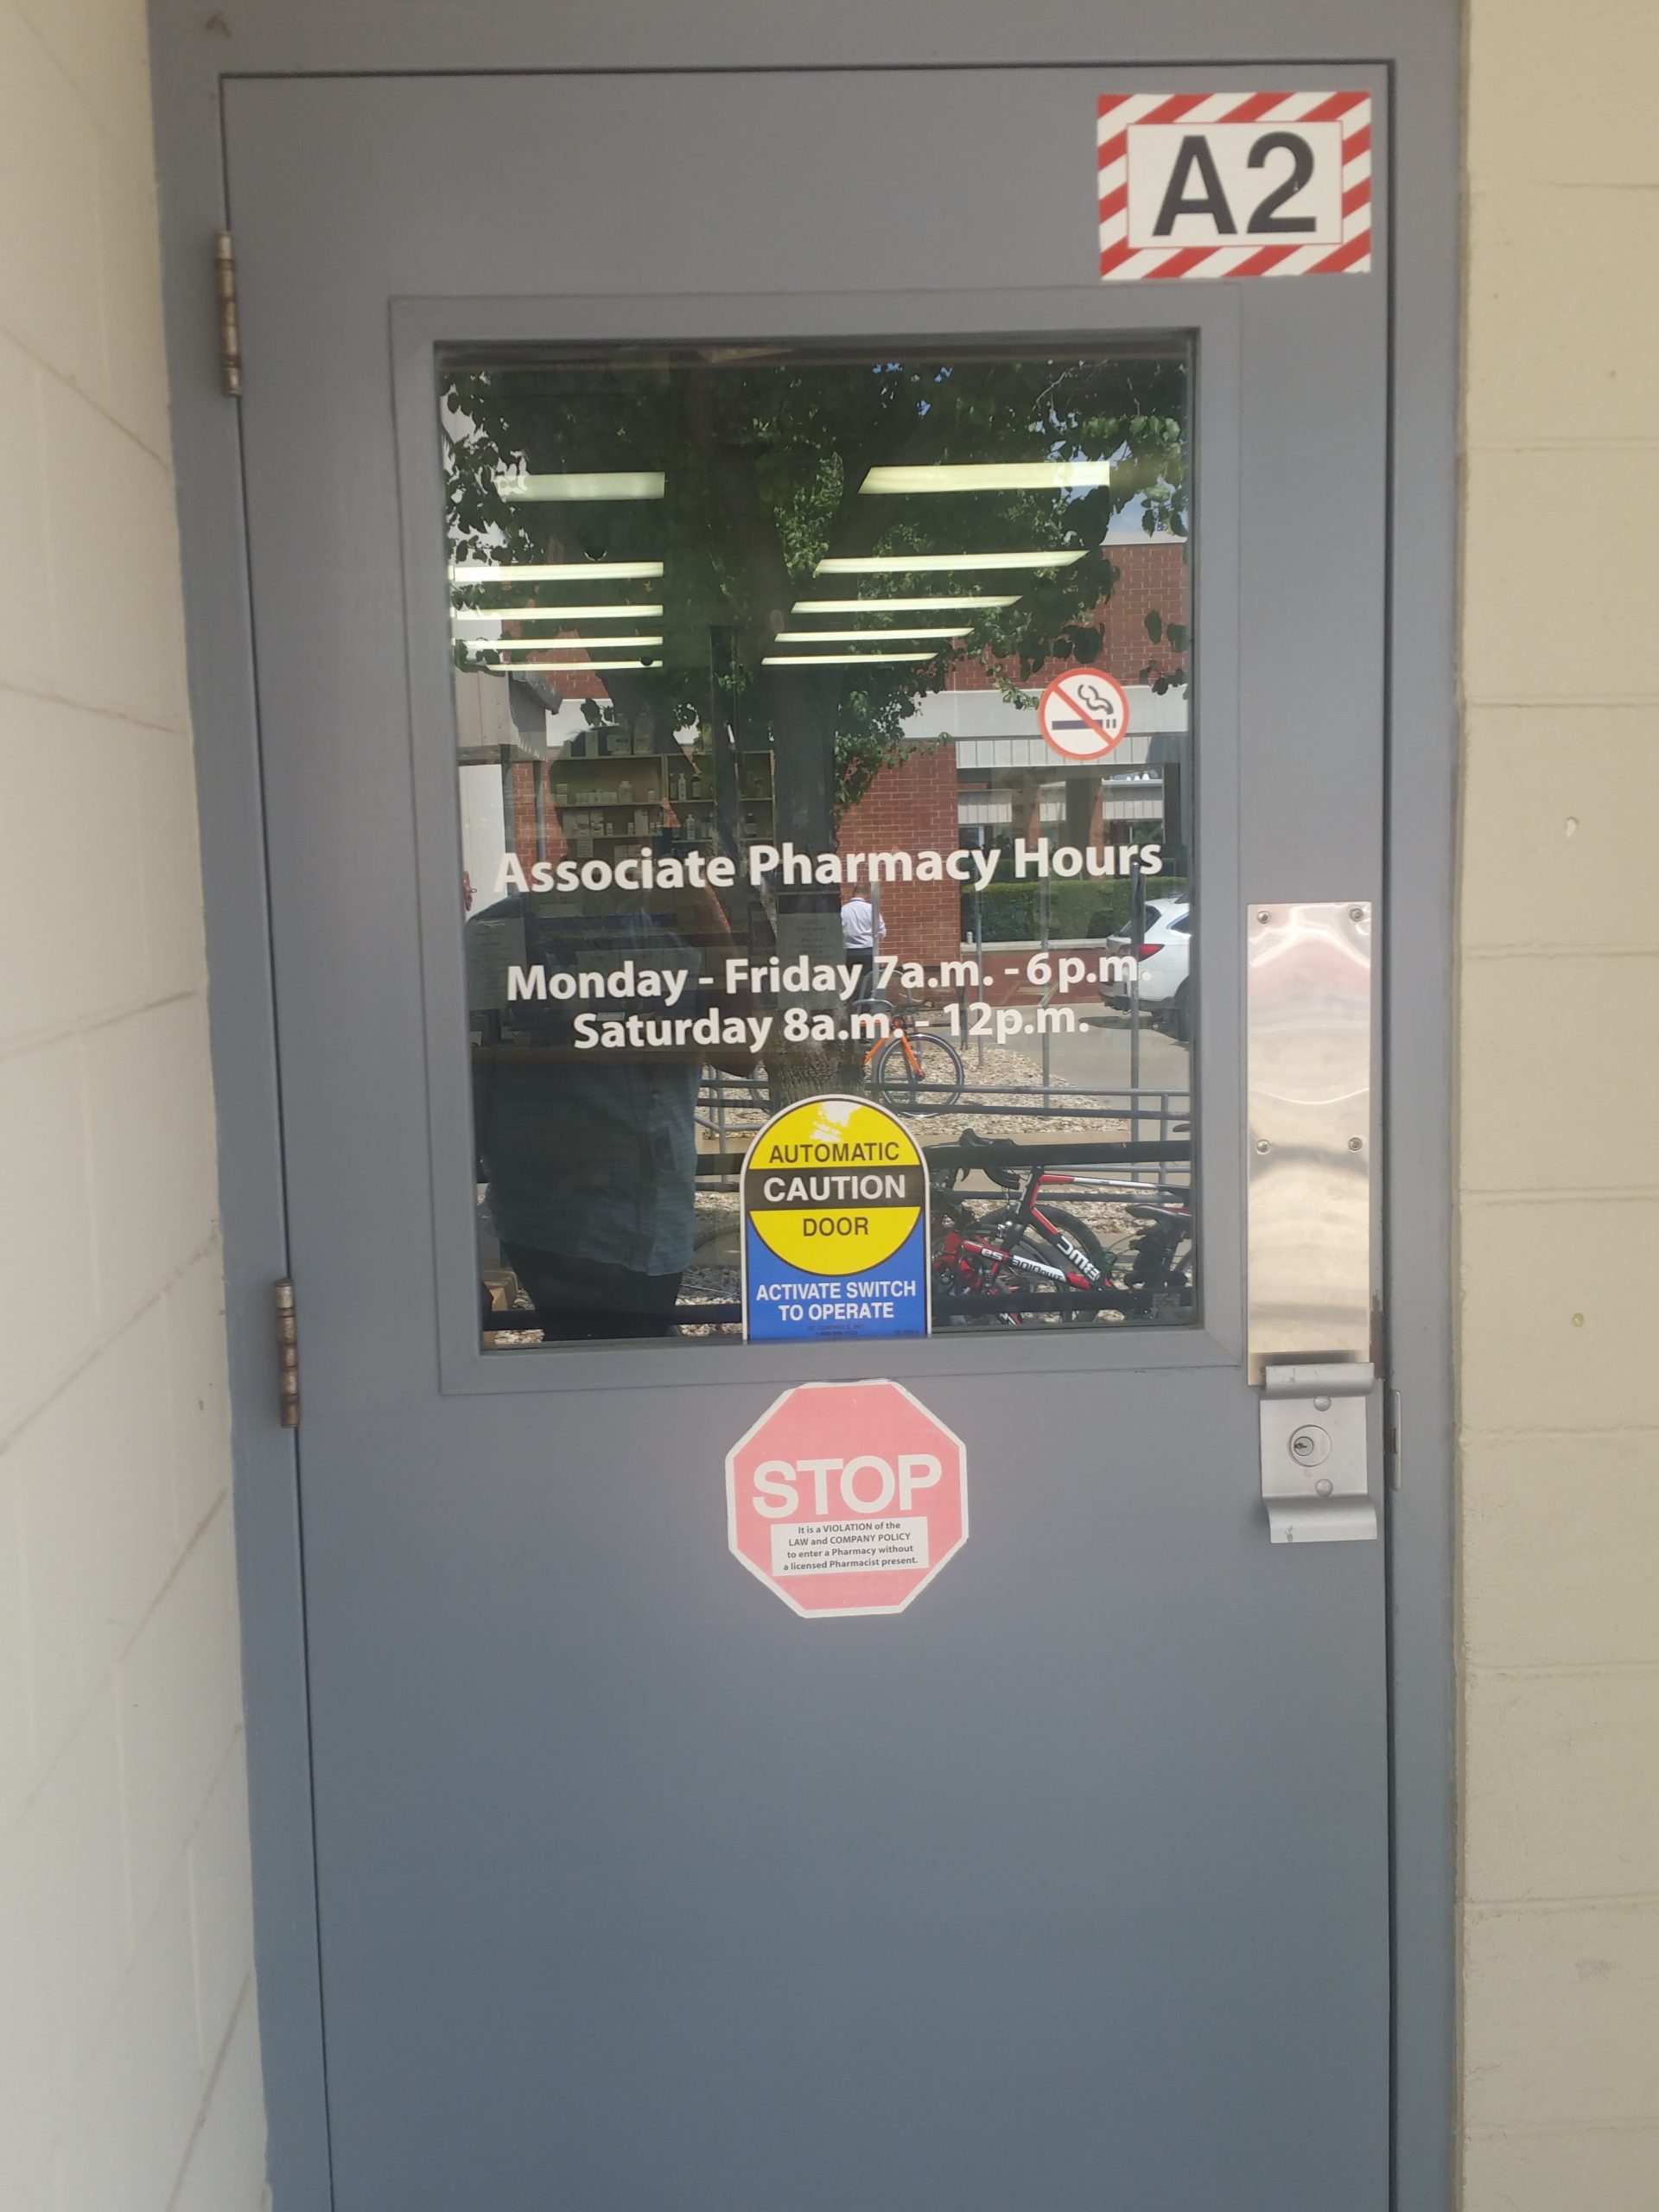 A2
Associate Pharmacy Hours
Monday - Friday 7a.m. - 6p.m.
Saturday 8a.m. - 12p.m.
AUTOMATIC
CAUTION
DOOR
ACTIVATE SWITCH
TO OPERATE
STOP
It is a VIOLATION of the
LAW and COMPANY POLICY
to enter a Pharmacy without
a licensed Pharmacist present.